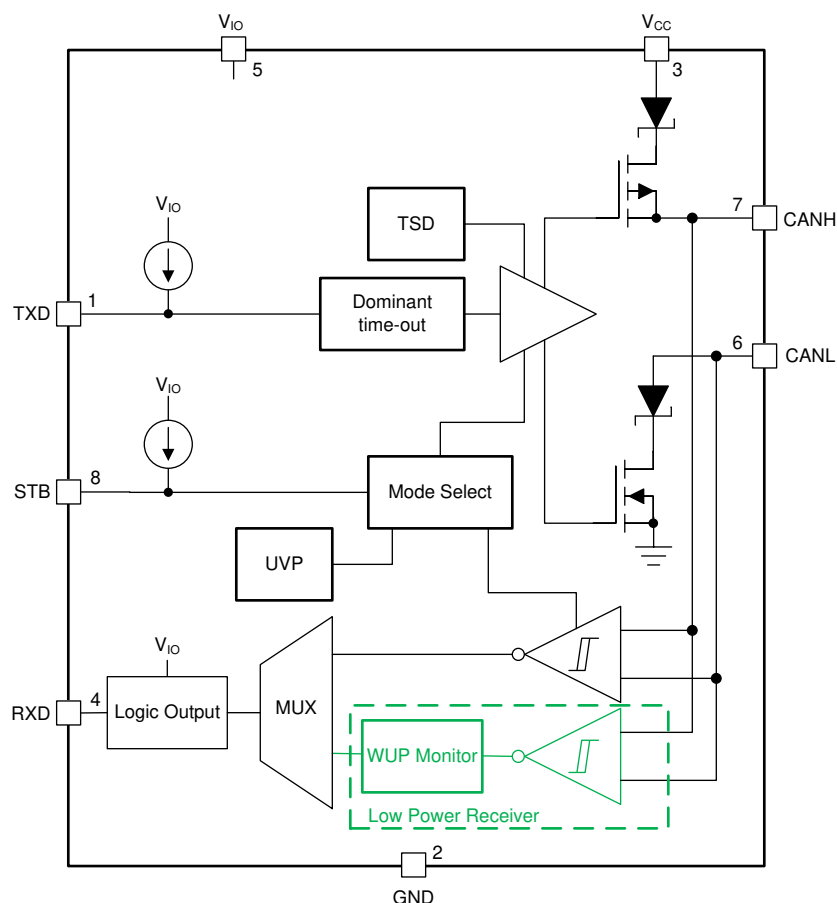 VIO
5
VCC
3
VIO
TSD
7
CANH
TXD
1
Dominant
time-out
6
CANL
VIO
STB
8
Mode Select
UVP
VIO
RXD
4
Logic Output
MUX
WUP Monitor
Low Power Receiver
2
GND